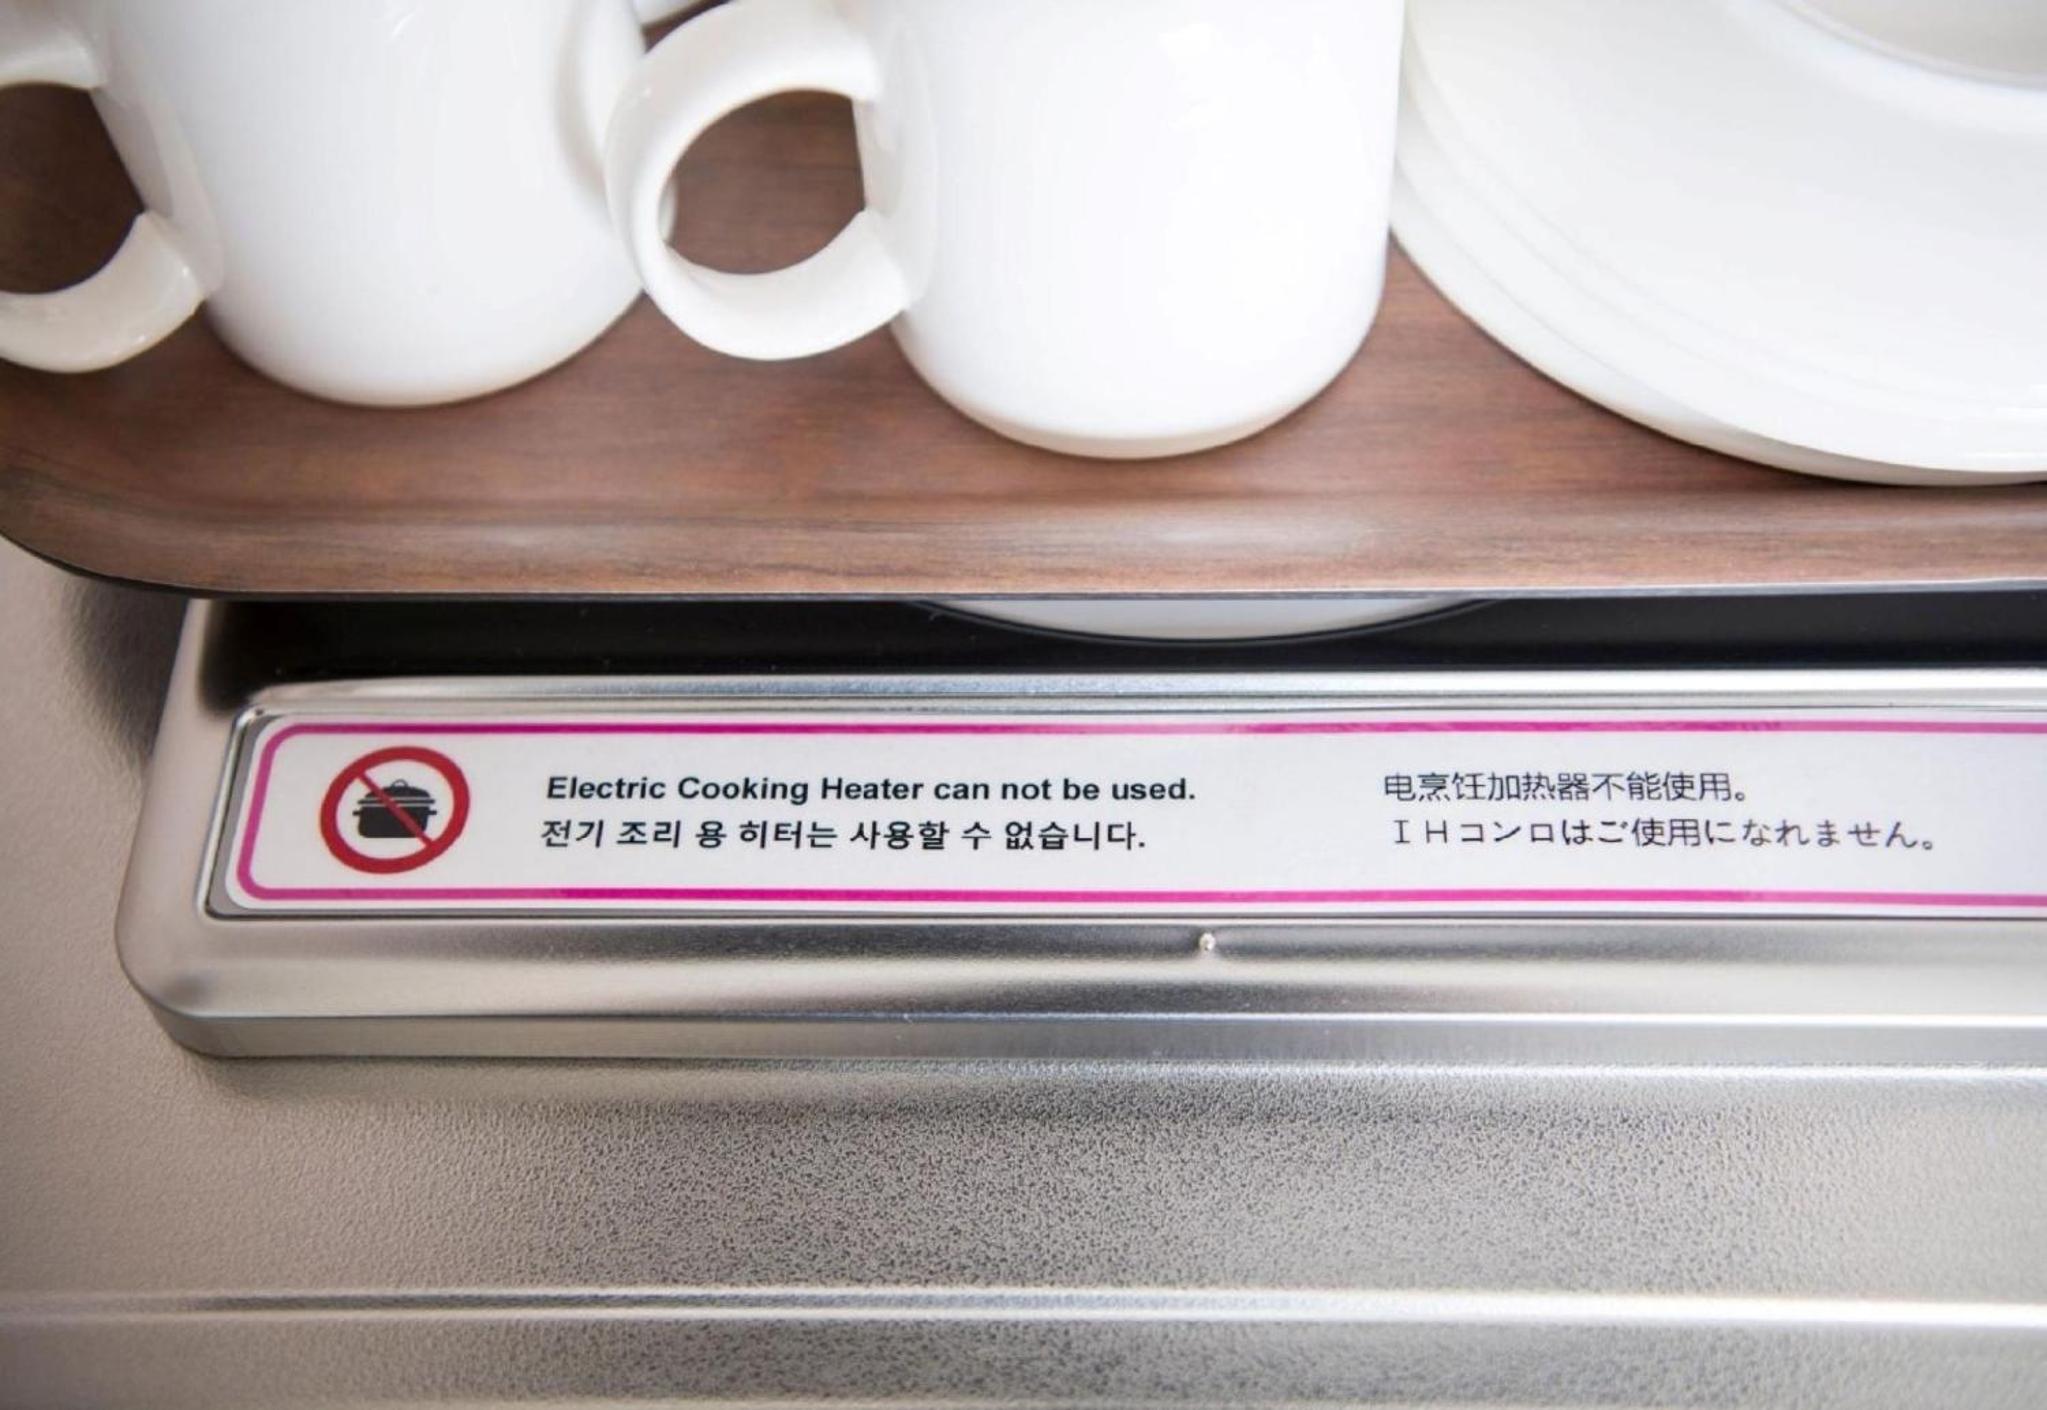 Electric Cooking Heater can not be used.
전기 조리 용 히터는 사용할 수 없습니다.
电烹饪加热器不能使用。
ＩＨコンロはご使用になれません。